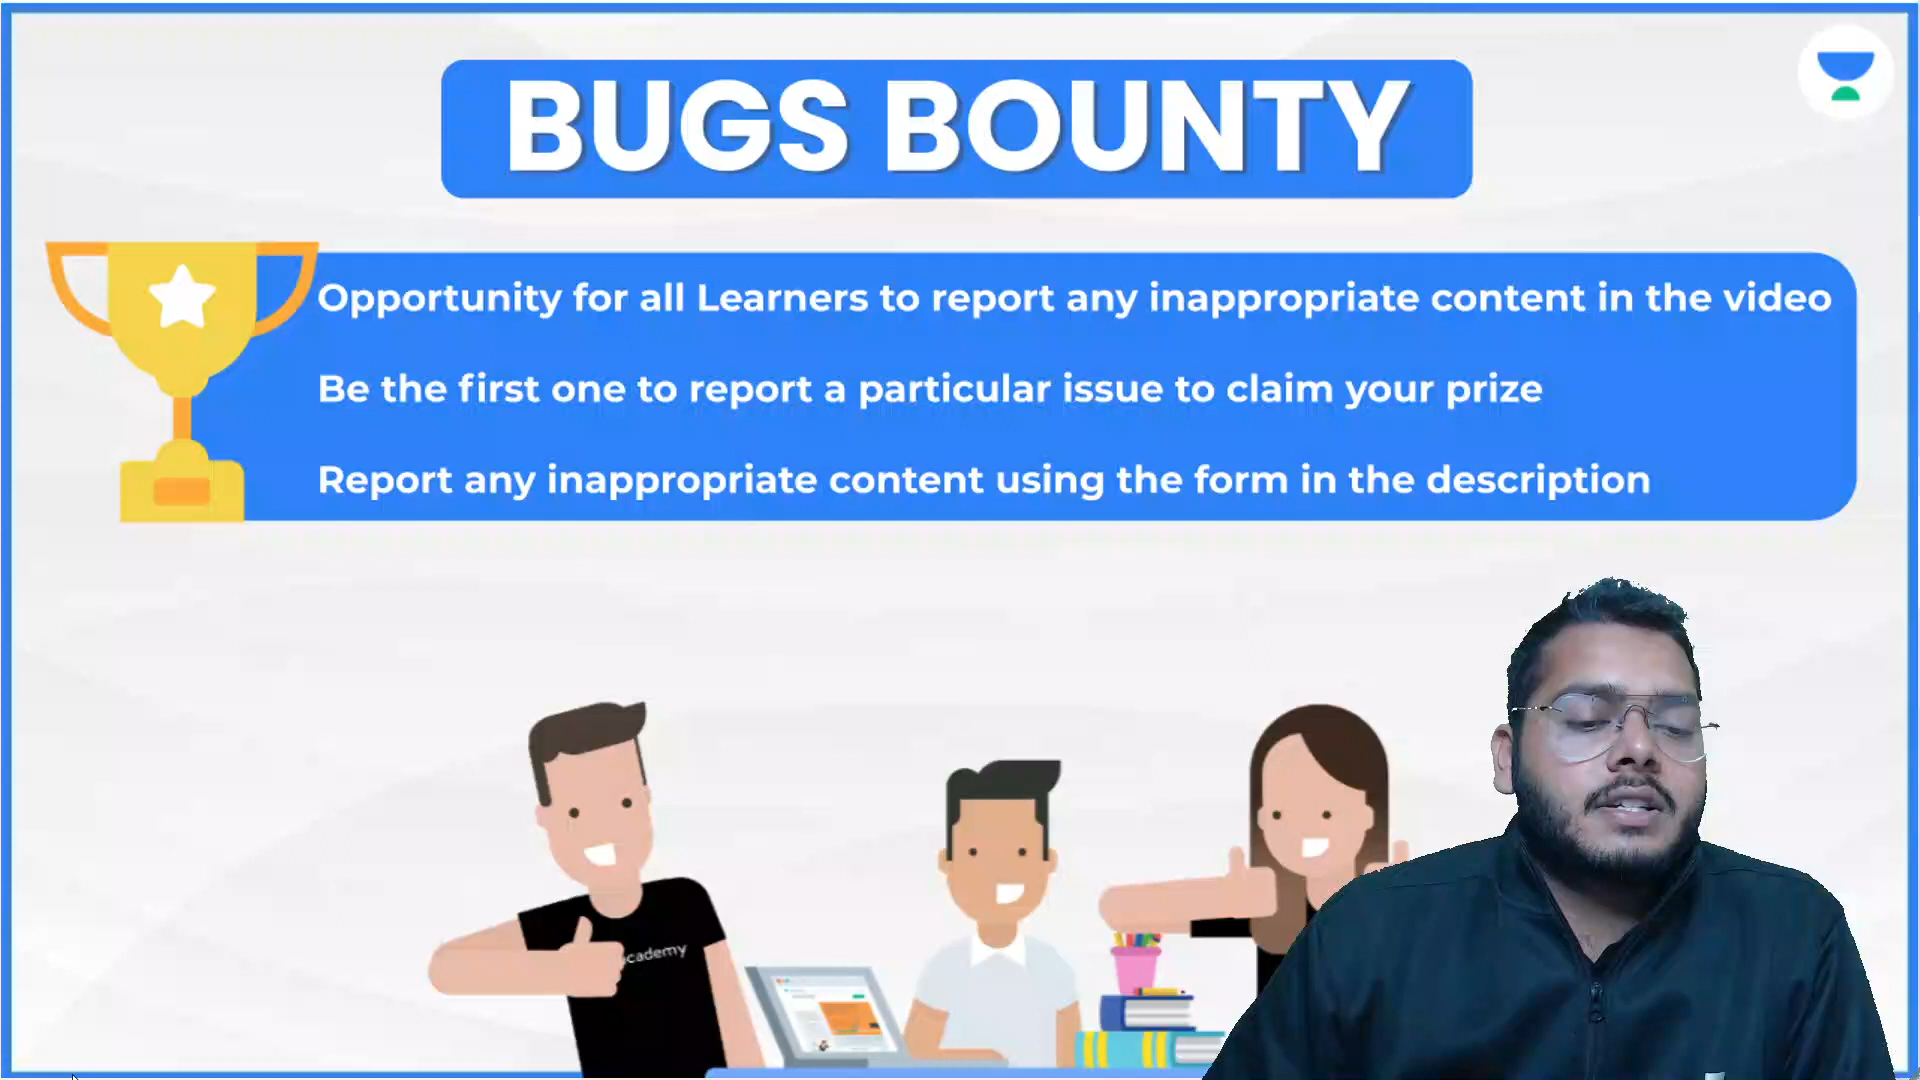 BUGS BOUNTY
Opportunity for all Learners to report any inappropriate content in the video
Be the first one to report a particular issue to claim your prize
Report any inappropriate content using the form in the description
cademy